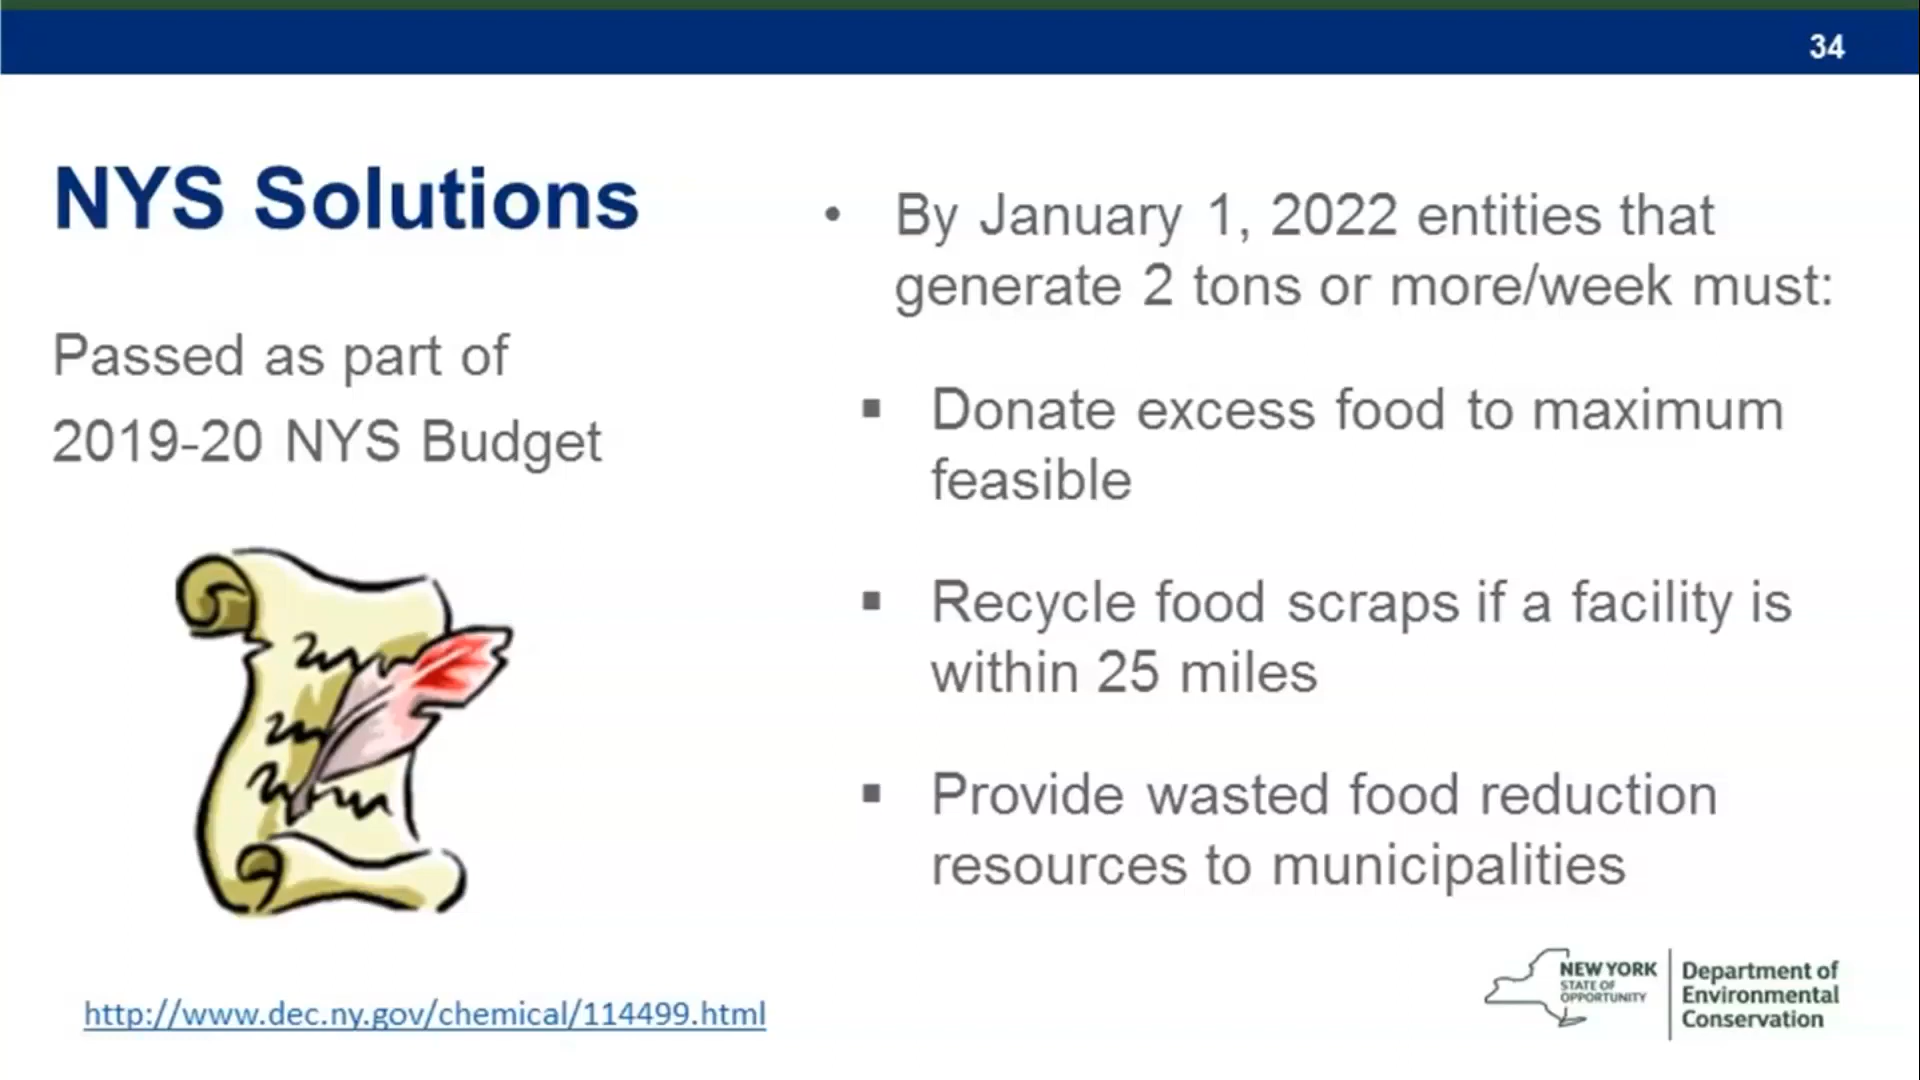 34
NYS Solutions
Passed as part of
2019-20 NYS Budget
http://www.dec.ny.gov/chemical/114499.html
• By January 1, 2022 entities that
generate 2 tons or more/week must:
▪ Donate excess food to maximum
feasible
▪ Recycle food scraps if a facility is
within 25 miles
▪ Provide wasted food reduction
resources to municipalities
NEW YORK
STATE OF
OPPORTUNITY
Department of
Environmental
Conservation